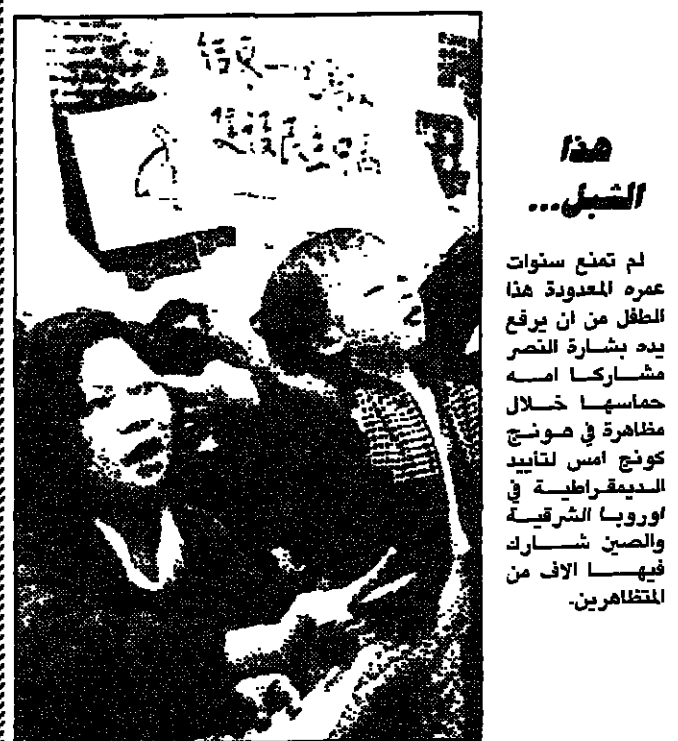 هذا
الشبل...
لم تمنع سنوات
عمره المعدودة هذا
الطفل من ان يرفع
يده بشارة النصر
مشاركا امه
حماسها خلال
مظاهرة في هونج
كونج امس لتأييد
الديمقراطية في
اوروبا الشرقية
والصين شارك
فيها الاف من
المتظاهرين.